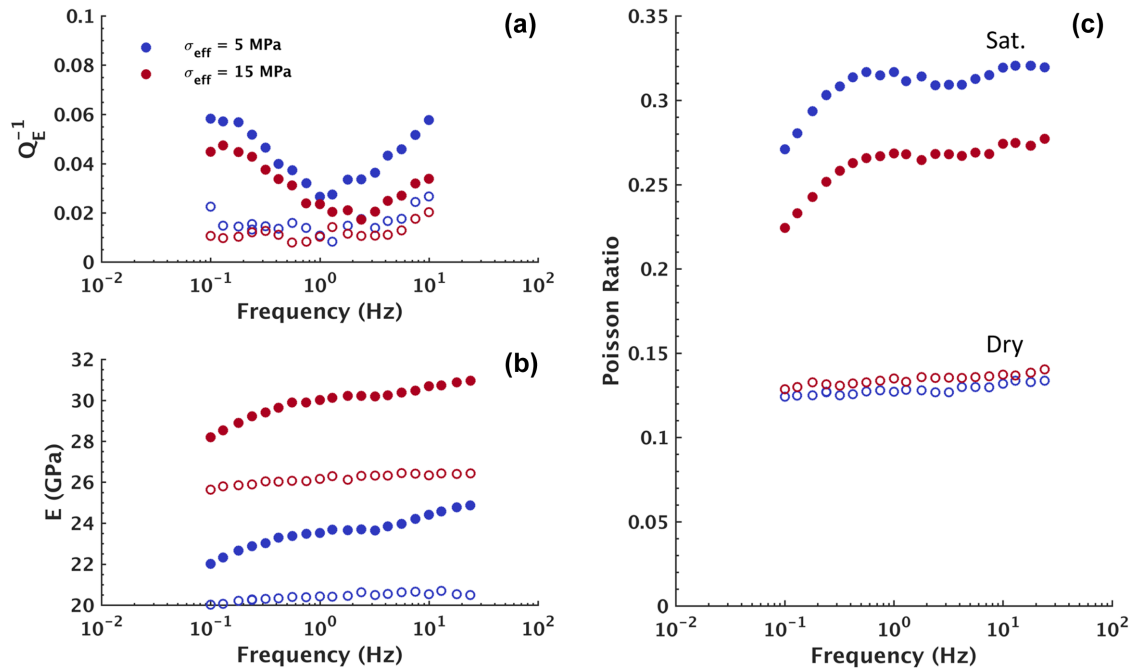 (a)
0.1
0.08
0.06
0.04
0.02
0
σeff = 5 MPa
σeff = 15 MPa
Q_E^-1
10^-2
10^-1
10^0
10^1
10^2
Frequency (Hz)
(b)
32
30
28
26
24
22
20
E (GPa)
10^-2
10^-1
10^0
10^1
10^2
Frequency (Hz)
(c)
0.35
0.3
0.25
0.2
0.15
0.1
0.05
0
Poisson Ratio
Sat.
Dry
10^-2
10^-1
10^0
10^1
10^2
Frequency (Hz)